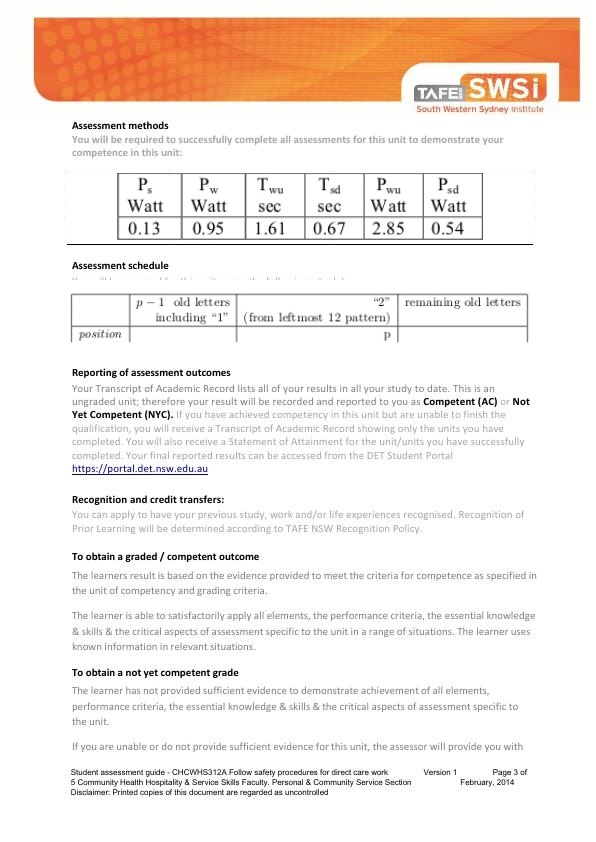 TAFE NSW SWSi
South Western Sydney Institute
Assessment methods
You will be required to successfully complete all assessments for this unit to demonstrate your
competence in this unit:
Ps Pw Twu Tsd Pwu Psd
Watt Watt sec sec Watt Watt
0.13 0.95 1.61 0.67 2.85 0.54
Assessment schedule
p − 1 old letters "2" remaining old letters
including "1" (from leftmost 12 pattern)
position p
Reporting of assessment outcomes
Your Transcript of Academic Record lists all of your results in all your study to date. This is an
ungraded unit; therefore your result will be recorded and reported to you as Competent (AC) or Not
Yet Competent (NYC). If you have achieved competency in this unit but are unable to finish the
qualification, you will receive a Transcript of Academic Record showing only the units you have
completed. You will also receive a Statement of Attainment for the unit/units you have successfully
completed. Your final reported results can be accessed from the DET Student Portal
https://portal.det.nsw.edu.au
Recognition and credit transfers:
You can apply to have your previous study, work and/or life experiences recognised. Recognition of
Prior Learning will be determined according to TAFE NSW Recognition Policy.
To obtain a graded / competent outcome
The learners result is based on the evidence provided to meet the criteria for competence as specified in
the unit of competency and grading criteria.
The learner is able to satisfactorily apply all elements, the performance criteria, the essential knowledge
& skills & the critical aspects of assessment specific to the unit in a range of situations. The learner uses
known information in relevant situations.
To obtain a not yet competent grade
The learner has not provided sufficient evidence to demonstrate achievement of all elements,
performance criteria, the essential knowledge & skills & the critical aspects of assessment specific to
the unit.
If you are unable or do not provide sufficient evidence for this unit, the assessor will provide you with
Student assessment guide - CHCWHS312A Follow safety procedures for direct care work Version 1 Page 3 of
5 Community Health Hospitality & Service Skills Faculty. Personal & Community Service Section February, 2014
Disclaimer: Printed copies of this document are regarded as uncontrolled